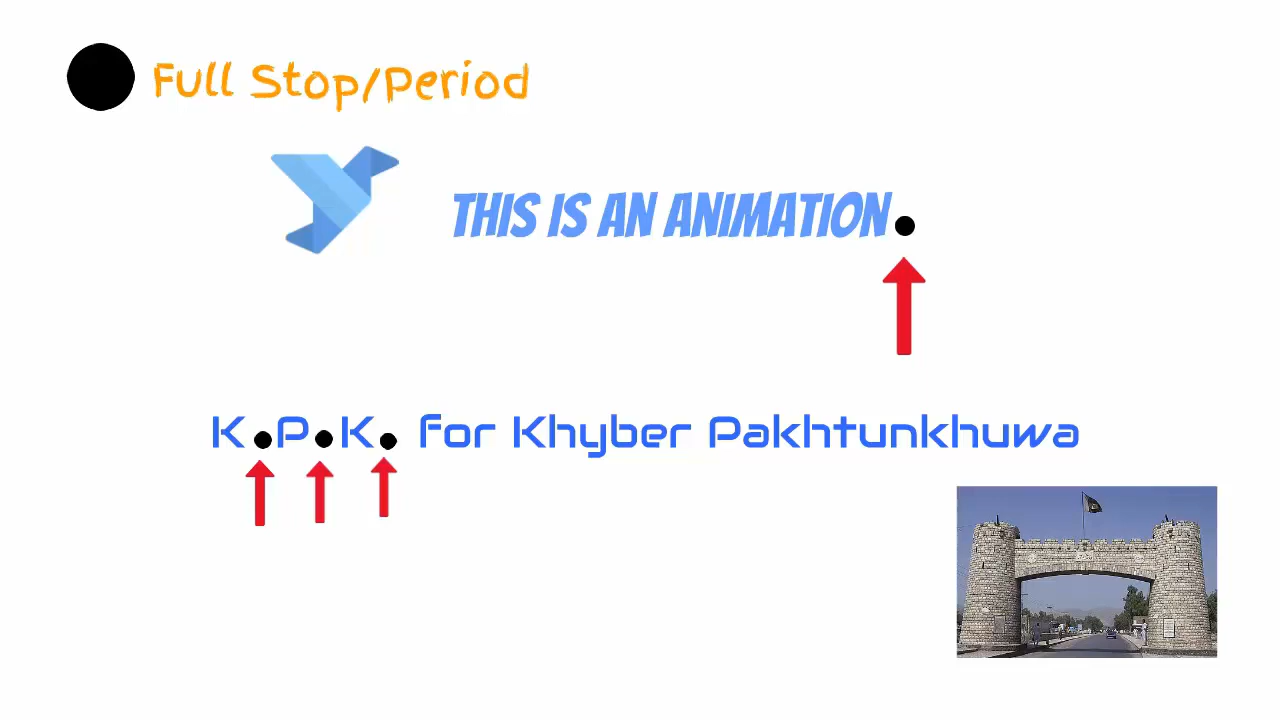 Full Stop/Period
THIS IS AN ANIMATION.
K.P.K. for Khyber Pakhtunkhuwa